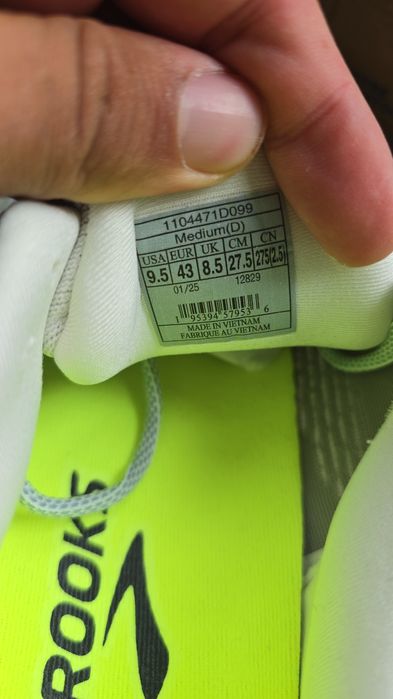 1104471D099
Medium(D)
USA EUR UK CM CN
9.5 43 8.5 27.5 275(2.5)
01/25 12829
1 95394 57953 6
MADE IN VIETNAM
FABRIQUE AU VIETNAM
ROOKS